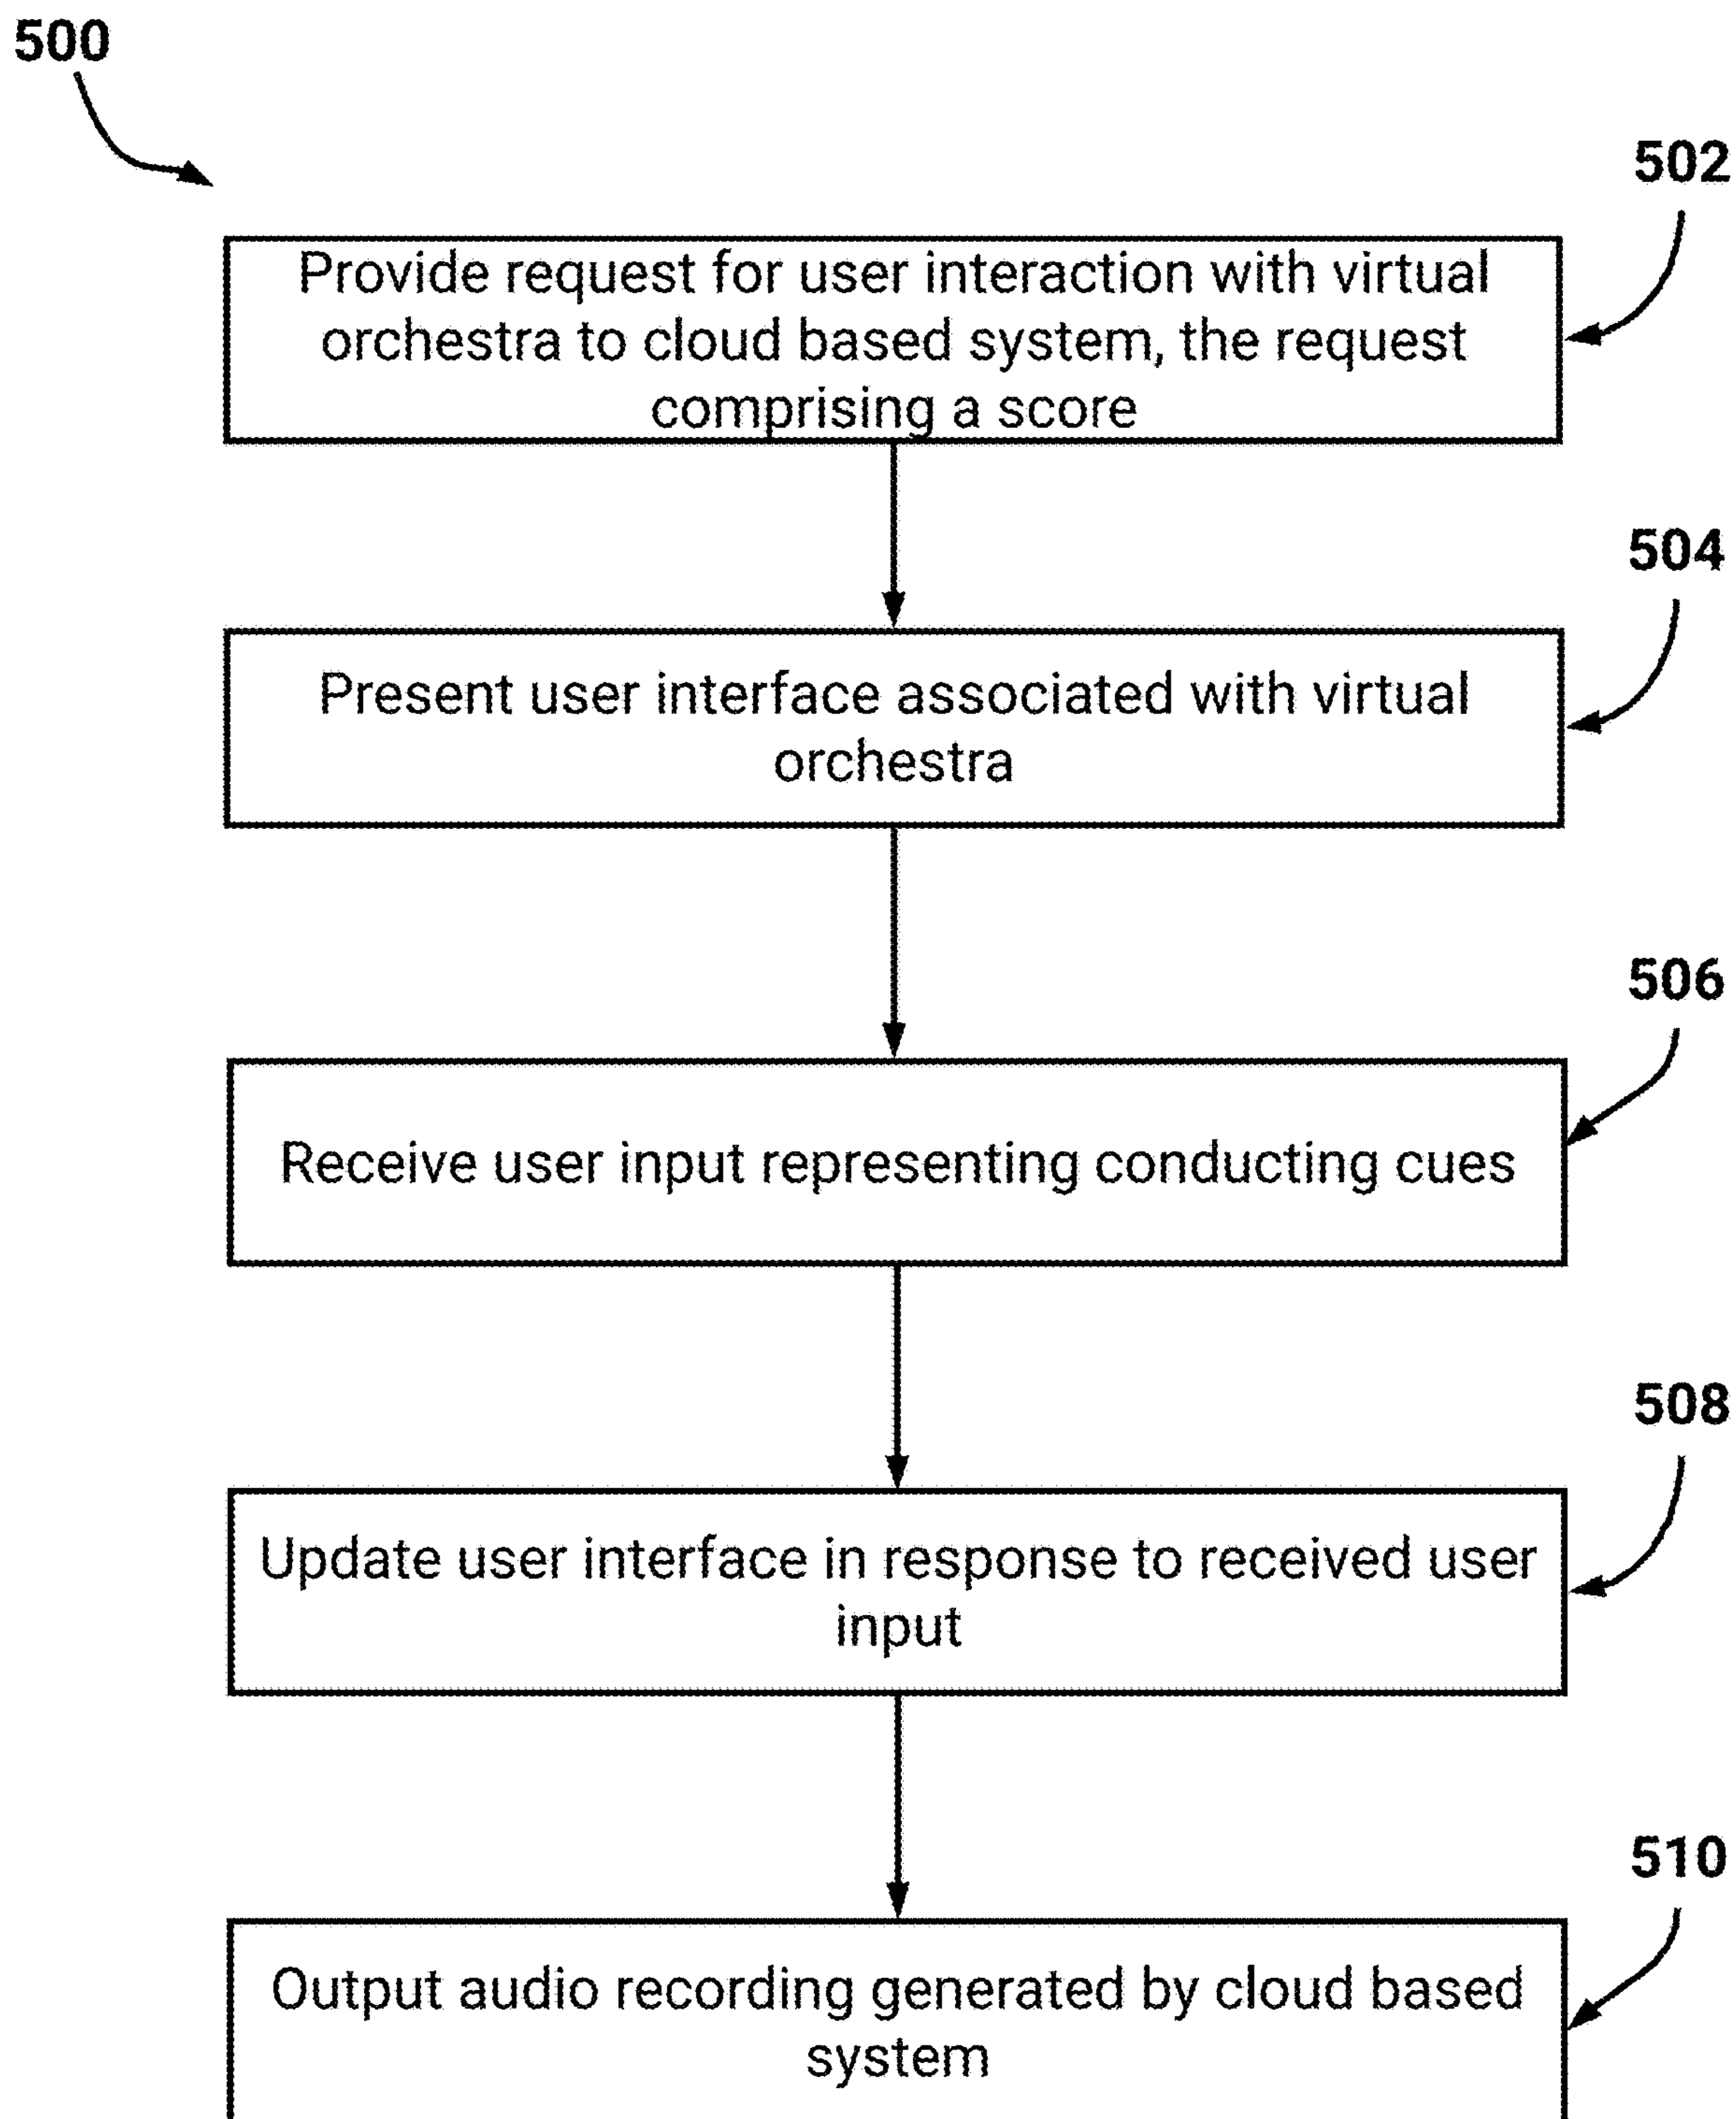 500
502
Provide request for user interaction with virtual
orchestra to cloud based system, the request
comprising a score
504
Present user interface associated with virtual
orchestra
506
Receive user input representing conducting cues
508
Update user interface in response to received user
input
510
Output audio recording generated by cloud based
system